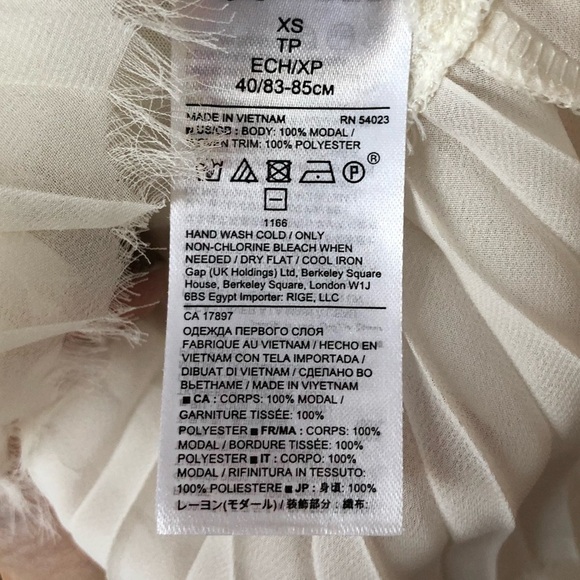 XS
TP
ECH/XP
40/83-85CM
MADE IN VIETNAM RN 54023
US/GB : BODY: 100% MODAL /
TRIM: 100% POLYESTER
®
P
1166
HAND WASH COLD / ONLY
NON-CHLORINE BLEACH WHEN
NEEDED / DRY FLAT / COOL IRON
Gap (UK Holdings) Ltd, Berkeley Square
House, Berkeley Square, London W1J
6BS Egypt Importer: RIGE, LLC
CA 17897
ОДЕЖДА ПЕРВОГО СЛОЯ
FABRIQUE AU VIETNAM / HECHO EN
VIETNAM CON TELA IMPORTADA /
DIBUAT DI VIETNAM / СДЕЛАНО ВО
ВЬЕТНАМЕ / MADE IN VIYETNAM
■ CA : CORPS: 100% MODAL /
GARNITURE TISSÉE: 100%
POLYESTER ■ FR/MA : CORPS: 100%
MODAL / BORDURE TISSÉE: 100%
POLYESTER ■ IT : CORPO: 100%
MODAL / RIFINITURA IN TESSUTO:
100% POLIESTERE ■ JP : 身頃: 100%
レーヨン(モダール) / 装飾部分 : 織布: